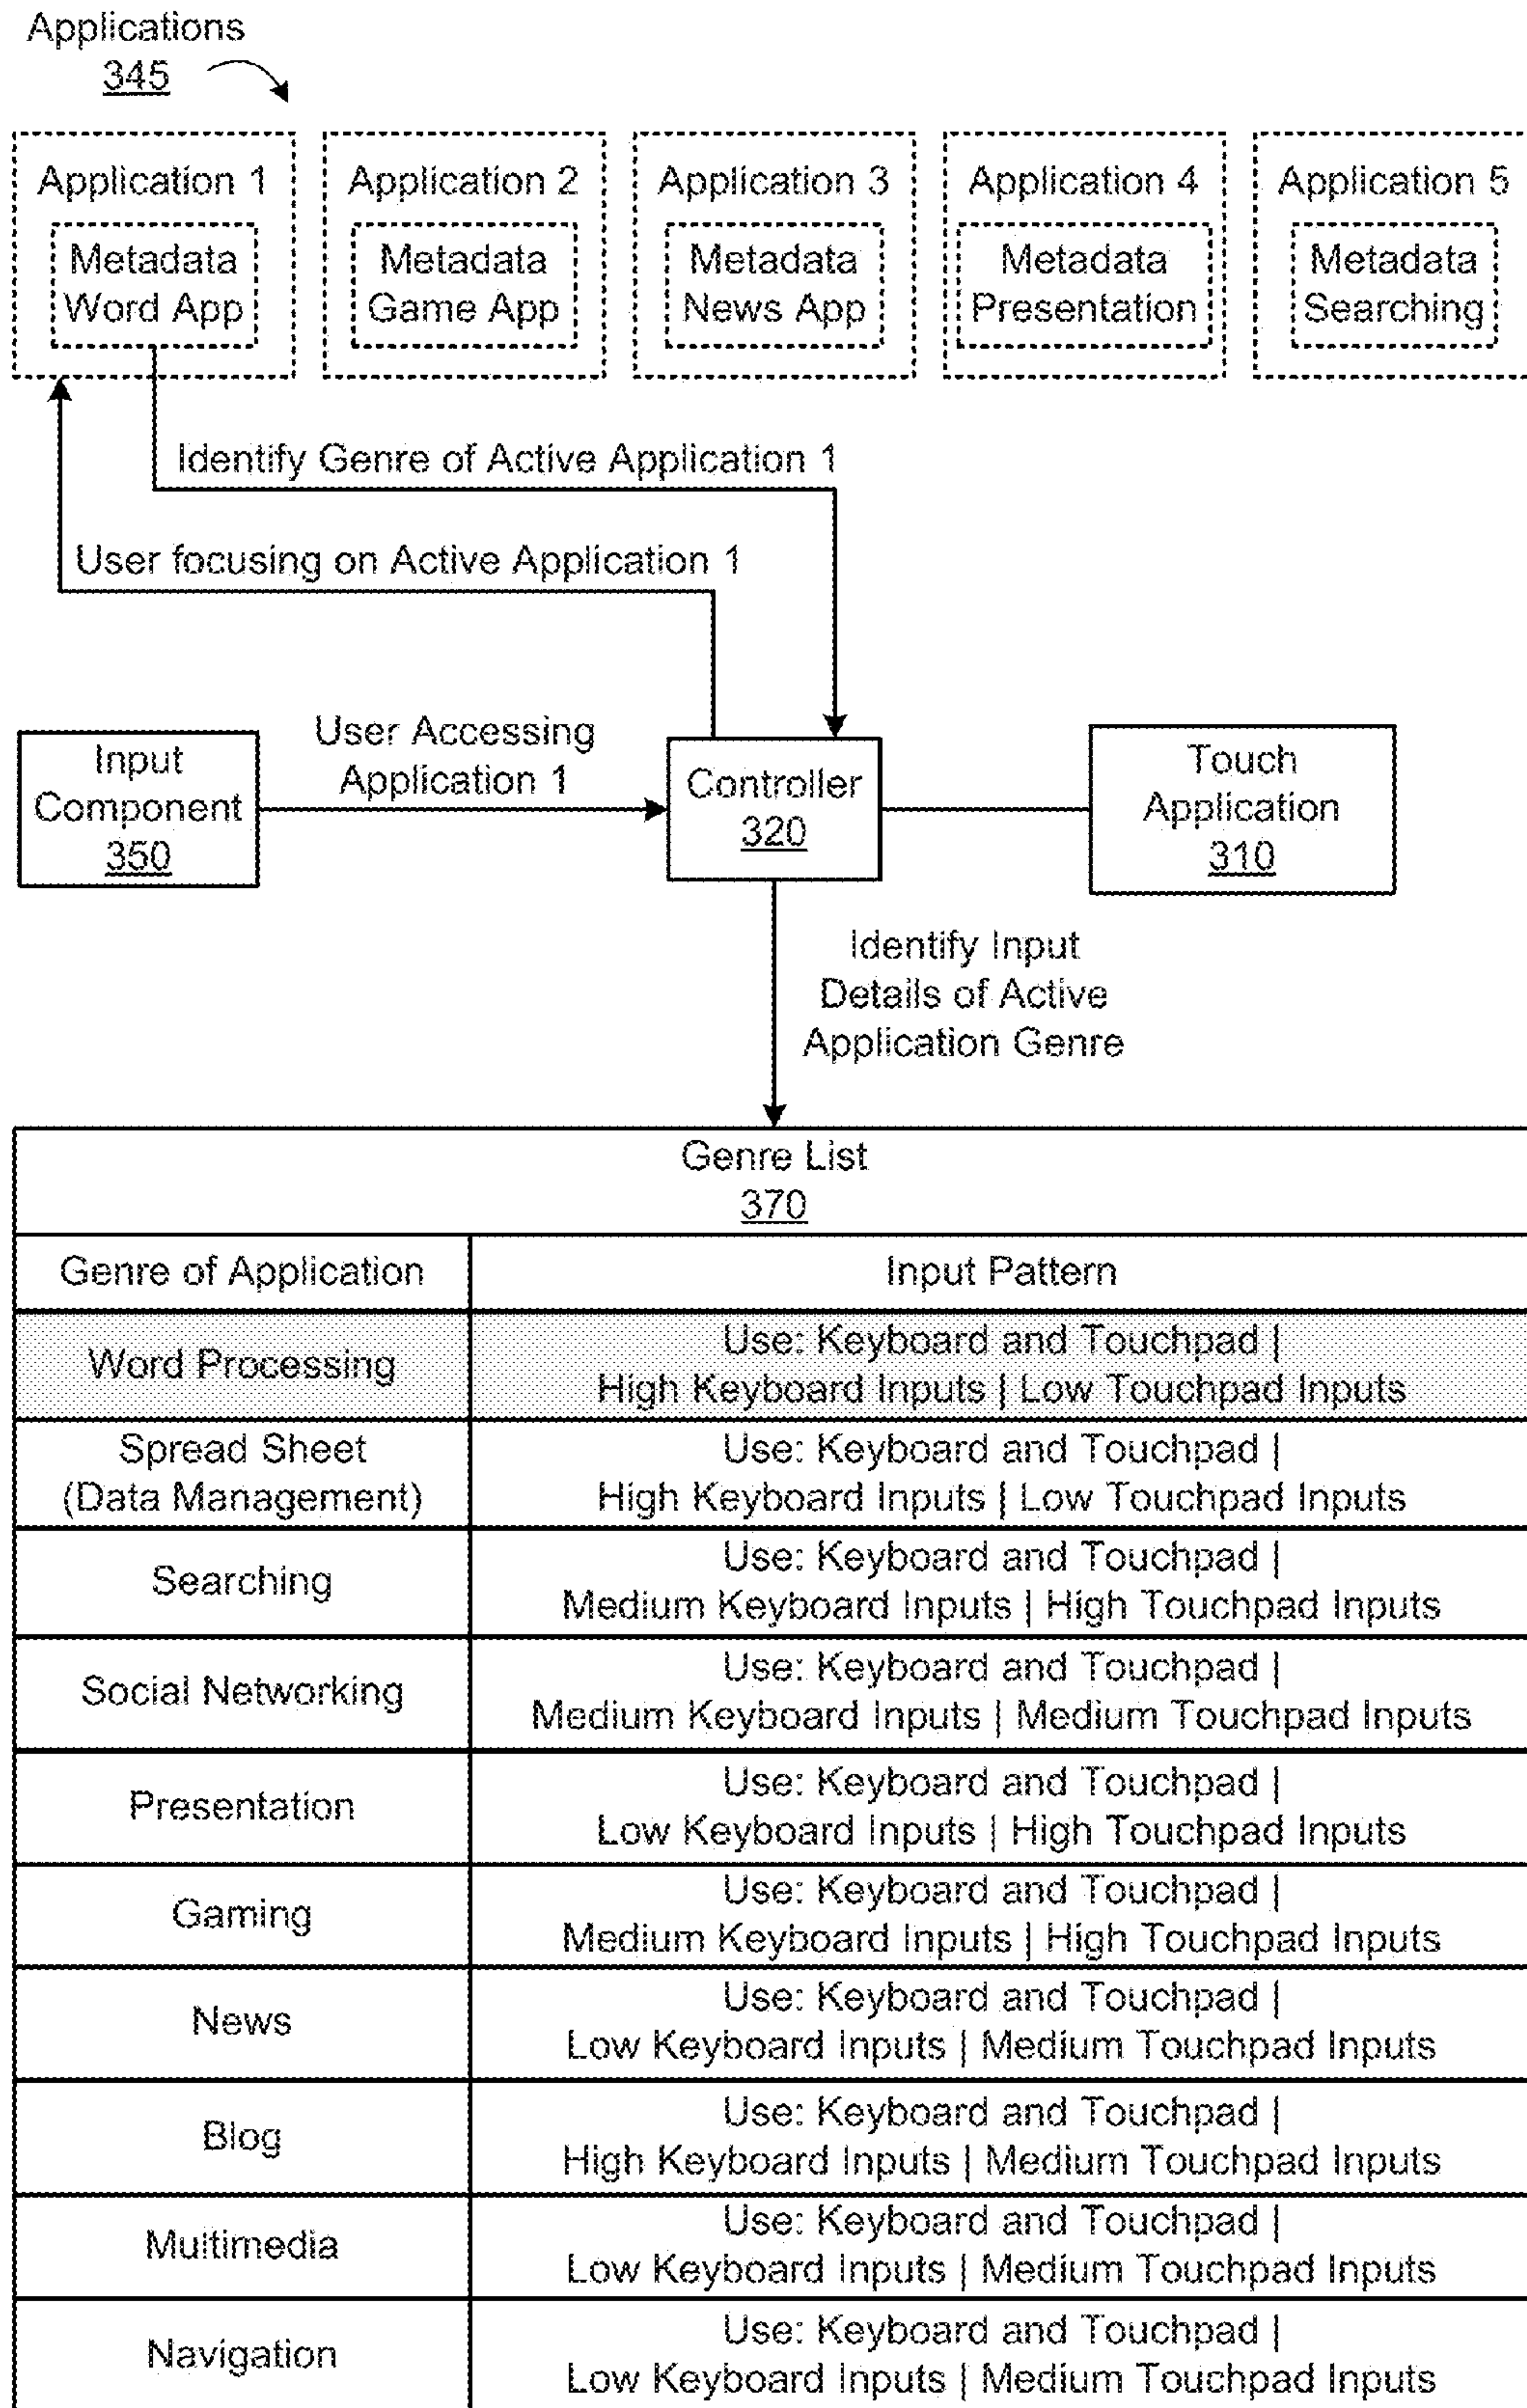 Applications
345
Application 1
Metadata
Word App
Application 2
Metadata
Game App
Application 3
Metadata
News App
Application 4
Metadata
Presentation
Application 5
Metadata
Searching
Identify Genre of Active Application 1
User focusing on Active Application 1
Input
Component
350
User Accessing
Application 1
Controller
320
Touch
Application
310
Identify Input
Details of Active
Application Genre
Genre List
370
Genre of Application
Input Pattern
Word Processing
Use: Keyboard and Touchpad |
High Keyboard Inputs | Low Touchpad Inputs
Spread Sheet
(Data Management)
Use: Keyboard and Touchpad |
High Keyboard Inputs | Low Touchpad Inputs
Searching
Use: Keyboard and Touchpad |
Medium Keyboard Inputs | High Touchpad Inputs
Social Networking
Use: Keyboard and Touchpad |
Medium Keyboard Inputs | Medium Touchpad Inputs
Presentation
Use: Keyboard and Touchpad |
Low Keyboard Inputs | High Touchpad Inputs
Gaming
Use: Keyboard and Touchpad |
Medium Keyboard Inputs | High Touchpad Inputs
News
Use: Keyboard and Touchpad |
Low Keyboard Inputs | Medium Touchpad Inputs
Blog
Use: Keyboard and Touchpad |
High Keyboard Inputs | Medium Touchpad Inputs
Multimedia
Use: Keyboard and Touchpad |
Low Keyboard Inputs | Medium Touchpad Inputs
Navigation
Use: Keyboard and Touchpad |
Low Keyboard Inputs | Medium Touchpad Inputs